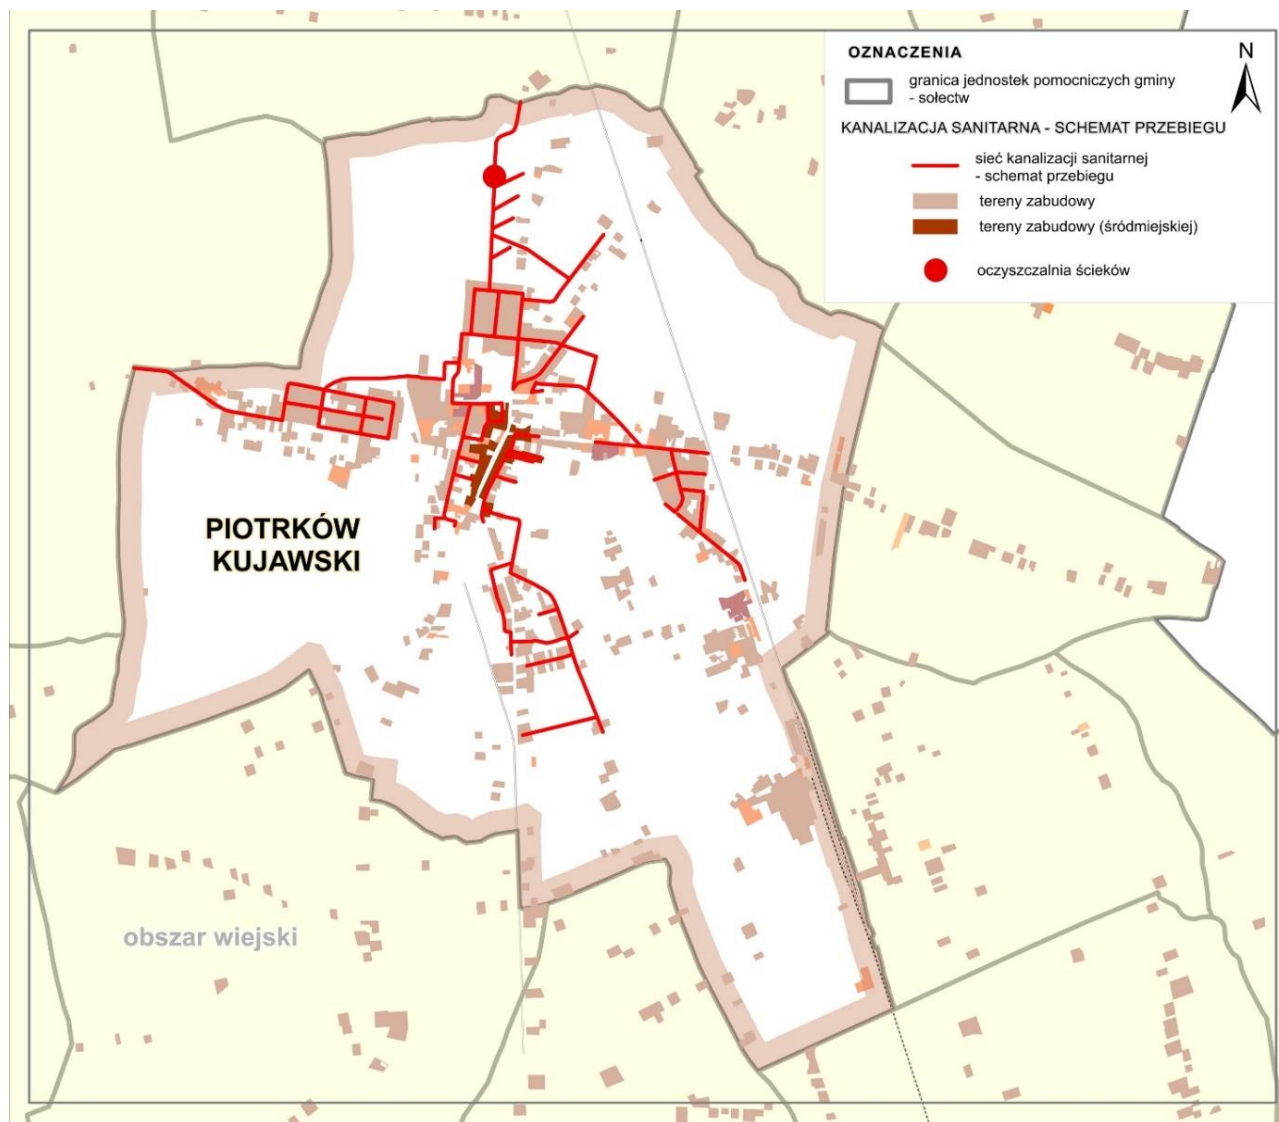 OZNACZENIA
N
granica jednostek pomocniczych gminy
- sołectw
KANALIZACJA SANITARNA - SCHEMAT PRZEBIEGU
sieć kanalizacji sanitarnej
- schemat przebiegu
tereny zabudowy
tereny zabudowy (śródmiejskiej)
oczyszczalnia ścieków
PIOTRKÓW
KUJAWSKI
obszar wiejski